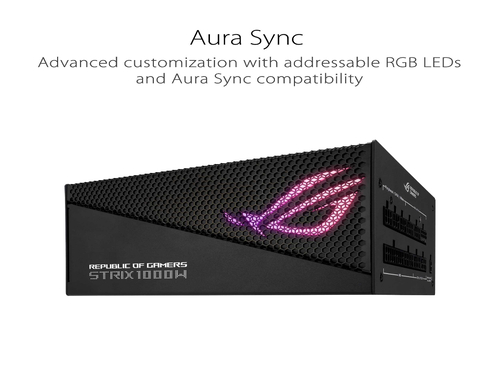 Aura Sync
Advanced customization with addressable RGB LEDs
and Aura Sync compatibility
REPUBLIC OF GAMERS
STRIX1000W